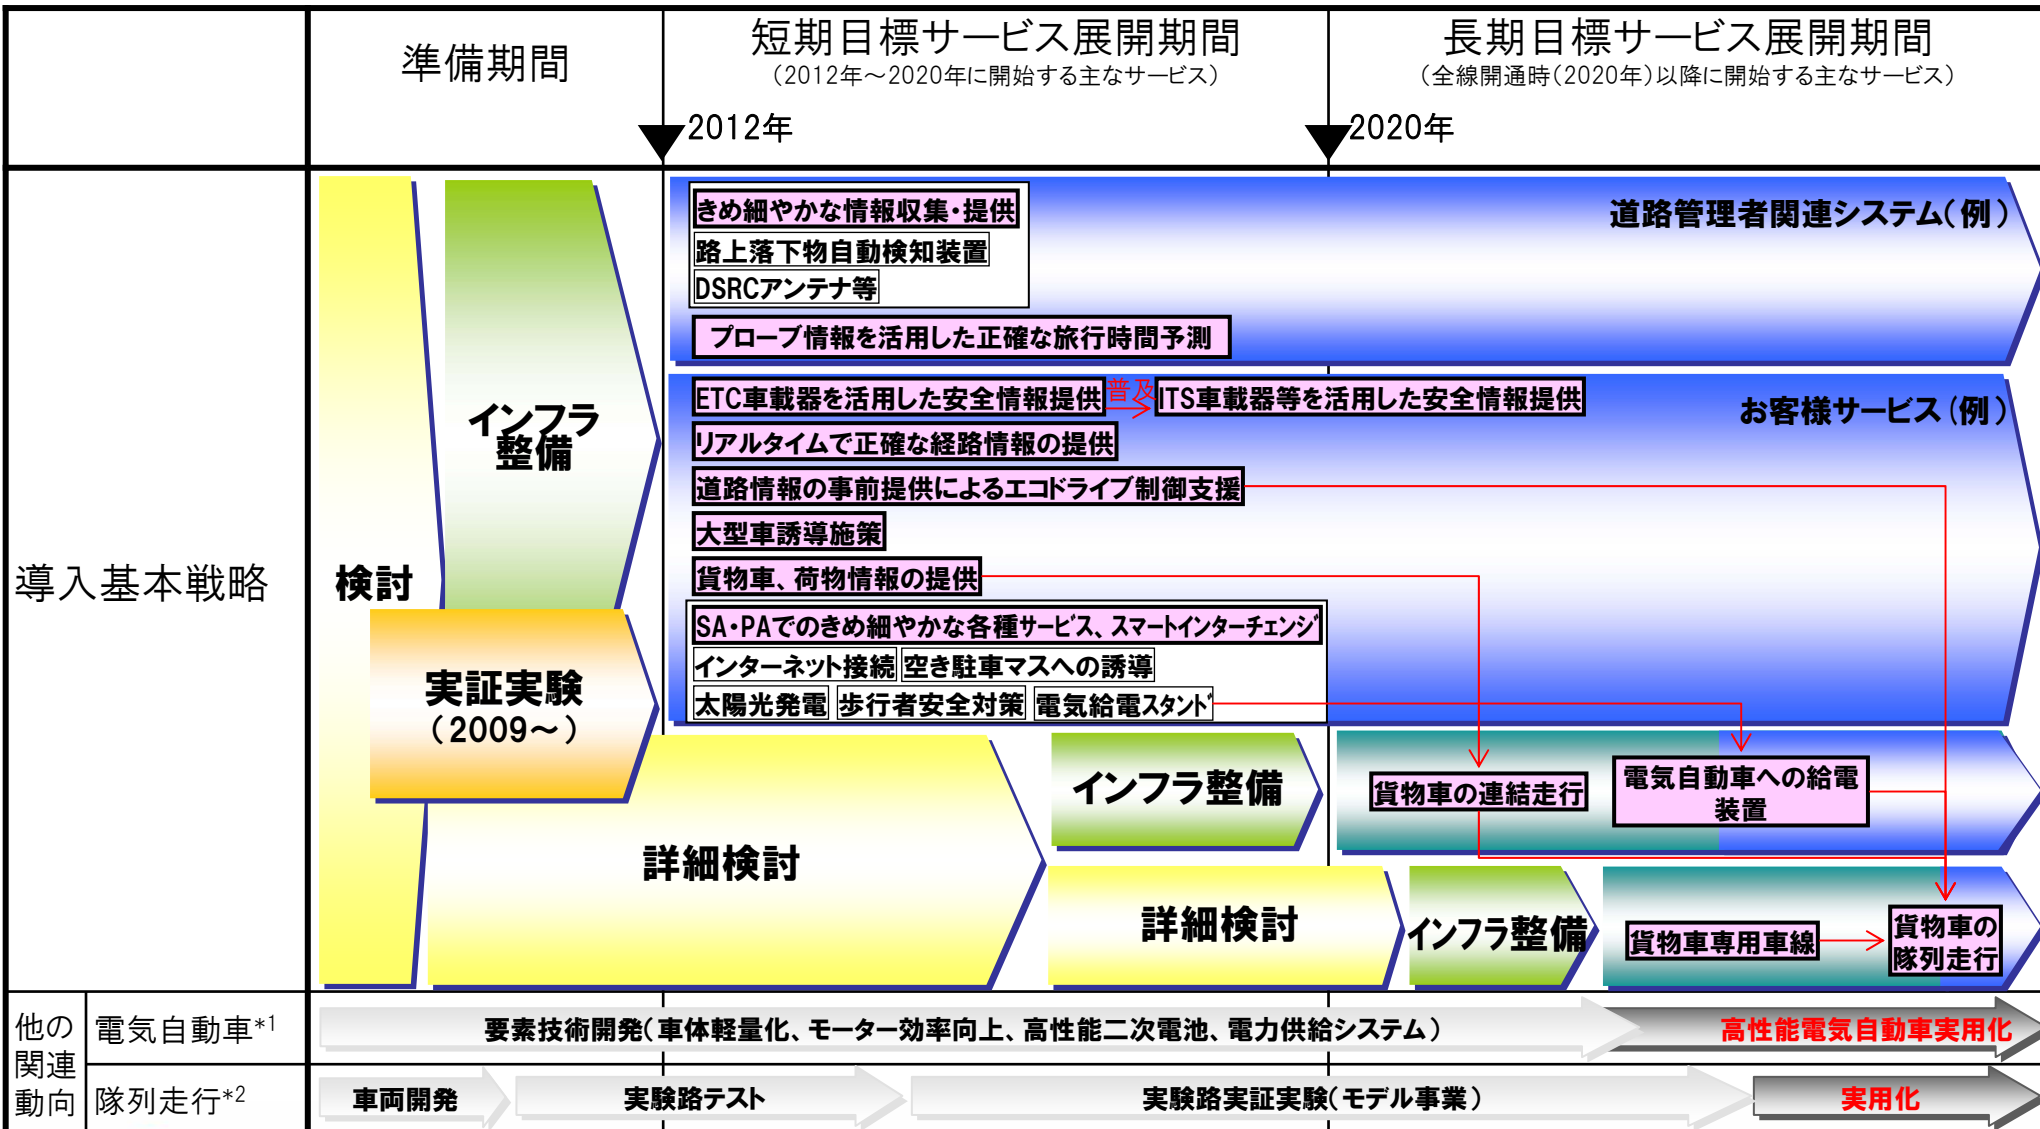 準備期間
短期目標サービス展開期間
（2012年～2020年に開始する主なサービス）
長期目標サービス展開期間
（全線開通時（2020年）以降に開始する主なサービス）
2012年
2020年
導入基本戦略
検討
インフラ
整備
実証実験
（2009～）
きめ細やかな情報収集・提供
路上落下物自動検知装置
DSRCアンテナ等
プローブ情報を活用した正確な旅行時間予測
道路管理者関連システム（例）
ETC車載器を活用した安全情報提供
普及
ITS車載器等を活用した安全情報提供
お客様サービス（例）
リアルタイムで正確な経路情報の提供
道路情報の事前提供によるエコドライブ制御支援
大型車誘導施策
貨物車、荷物情報の提供
SA・PAでのきめ細やかな各種サービス、スマートインターチェンジ
インターネット接続
空き駐車マスへの誘導
太陽光発電
歩行者安全対策
電気給電スタンド
詳細検討
インフラ整備
貨物車の連結走行
電気自動車への給電
装置
詳細検討
インフラ整備
貨物車専用車線
貨物車の
隊列走行
他の
関連
動向
電気自動車*1
要素技術開発（車体軽量化、モーター効率向上、高性能二次電池、電力供給システム）
高性能電気自動車実用化
隊列走行*2
車両開発
実験路テスト
実験路実証実験（モデル事業）
実用化